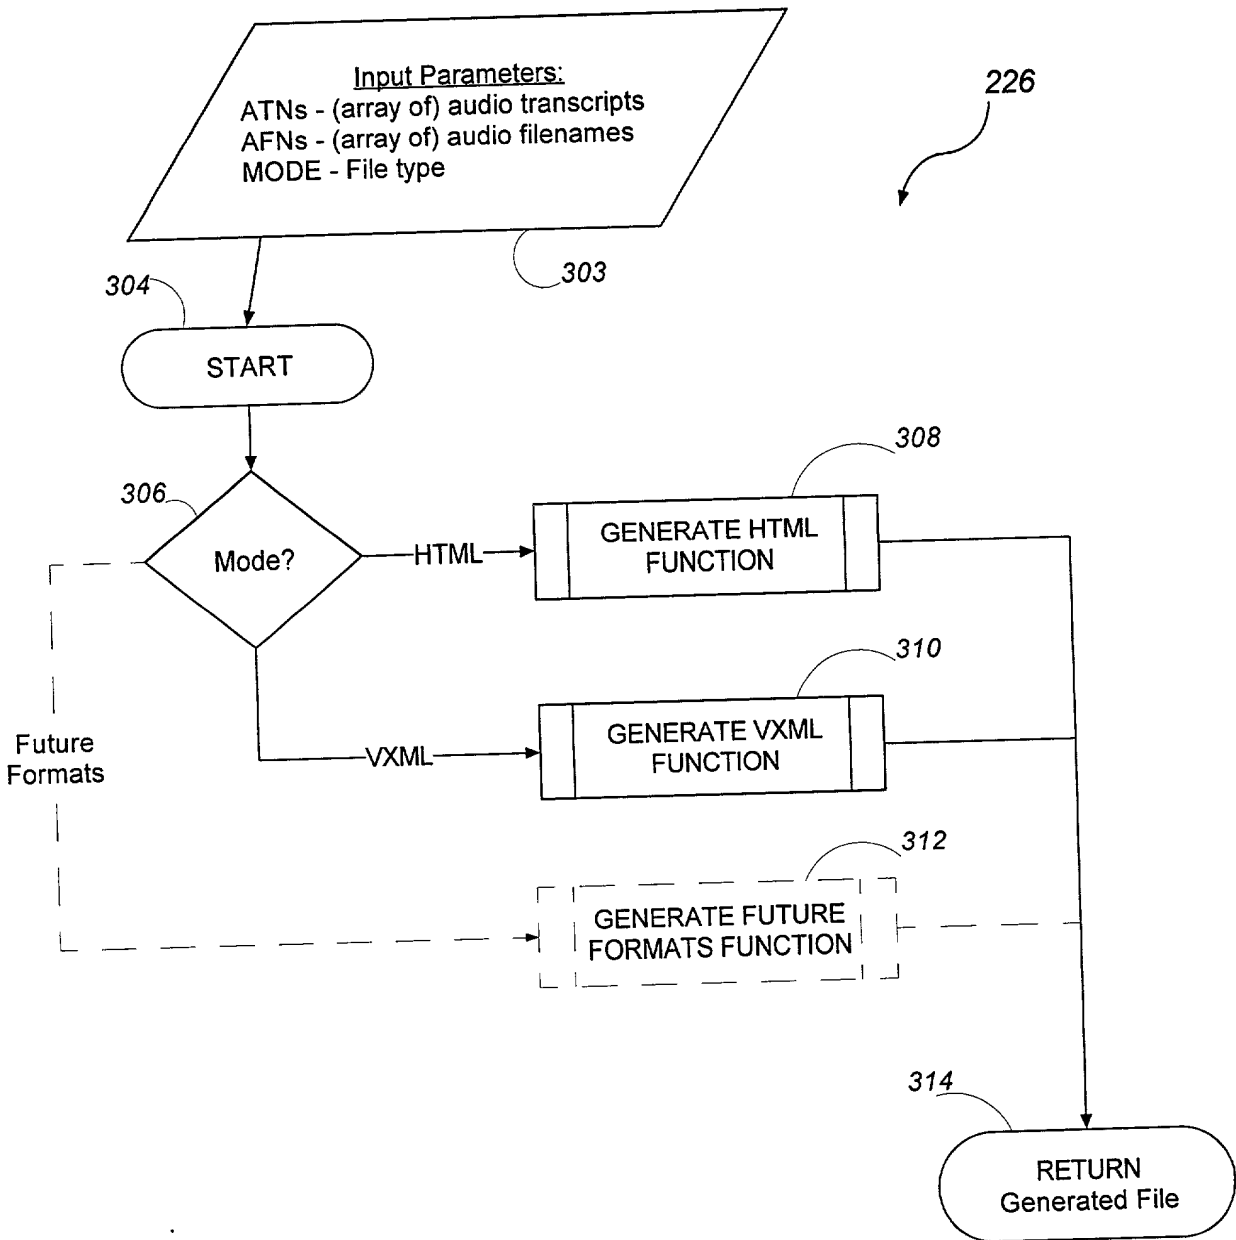 Input Parameters:
ATNs - (array of) audio transcripts
AFNs - (array of) audio filenames
MODE - File type
226
303
304
START
308
306
Mode?
HTML
GENERATE HTML
FUNCTION
310
Future
Formats
VXML
GENERATE VXML
FUNCTION
312
GENERATE FUTURE
FORMATS FUNCTION
314
RETURN
Generated File